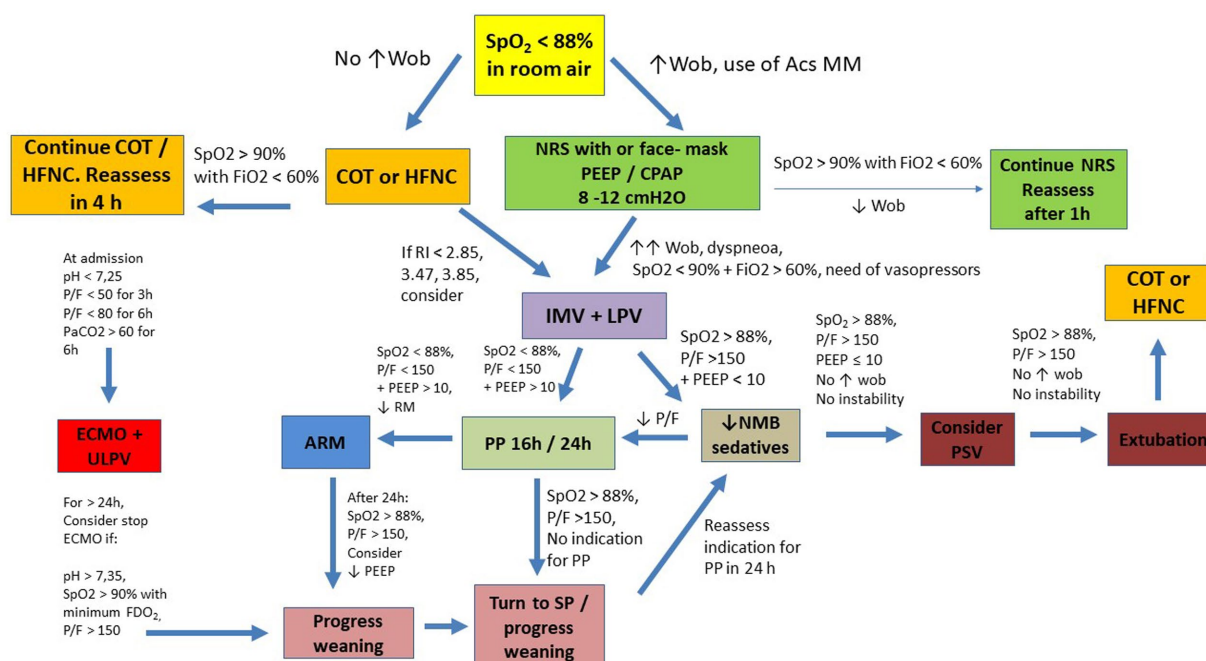 SpO₂ < 88%
in room air
No ↑Wob
↑Wob, use of Acs MM
Continue COT /
HFNC. Reassess
in 4 h
SpO2 > 90%
with FiO2 < 60%
COT or HFNC
NRS with or face- mask
PEEP / CPAP
8 -12 cmH2O
SpO2 > 90% with FiO2 < 60%
↓ Wob
Continue NRS
Reassess
after 1h
If RI < 2.85,
3.47, 3.85,
consider
↑↑ Wob, dyspneoa,
SpO2 < 90% + FiO2 > 60%, need of vasopressors
At admission
pH < 7,25
P/F < 50 for 3h
P/F < 80 for 6h
PaCO2 > 60 for
6h
IMV + LPV
COT or
HFNC
SpO2 < 88%,
P/F < 150
+ PEEP > 10,
↓ RM
SpO2 < 88%,
P/F < 150
+ PEEP > 10
SpO2 > 88%,
P/F >150
+ PEEP < 10
SpO₂ > 88%,
P/F > 150
PEEP ≤ 10
No ↑ wob
No instability
SpO2 > 88%,
P/F > 150
No ↑ wob
No instability
ECMO +
ULPV
ARM
PP 16h / 24h
↓ P/F
↓NMB
sedatives
Consider
PSV
Extubation
For > 24h,
Consider stop
ECMO if:
pH > 7,35,
SpO2 > 90% with
minimum FDO₂,
P/F > 150
After 24h:
SpO2 > 88%,
P/F > 150,
Consider
↓ PEEP
SpO2 > 88%,
P/F >150,
No indication
for PP
Reassess
indication for
PP in 24 h
Progress
weaning
Turn to SP /
progress
weaning